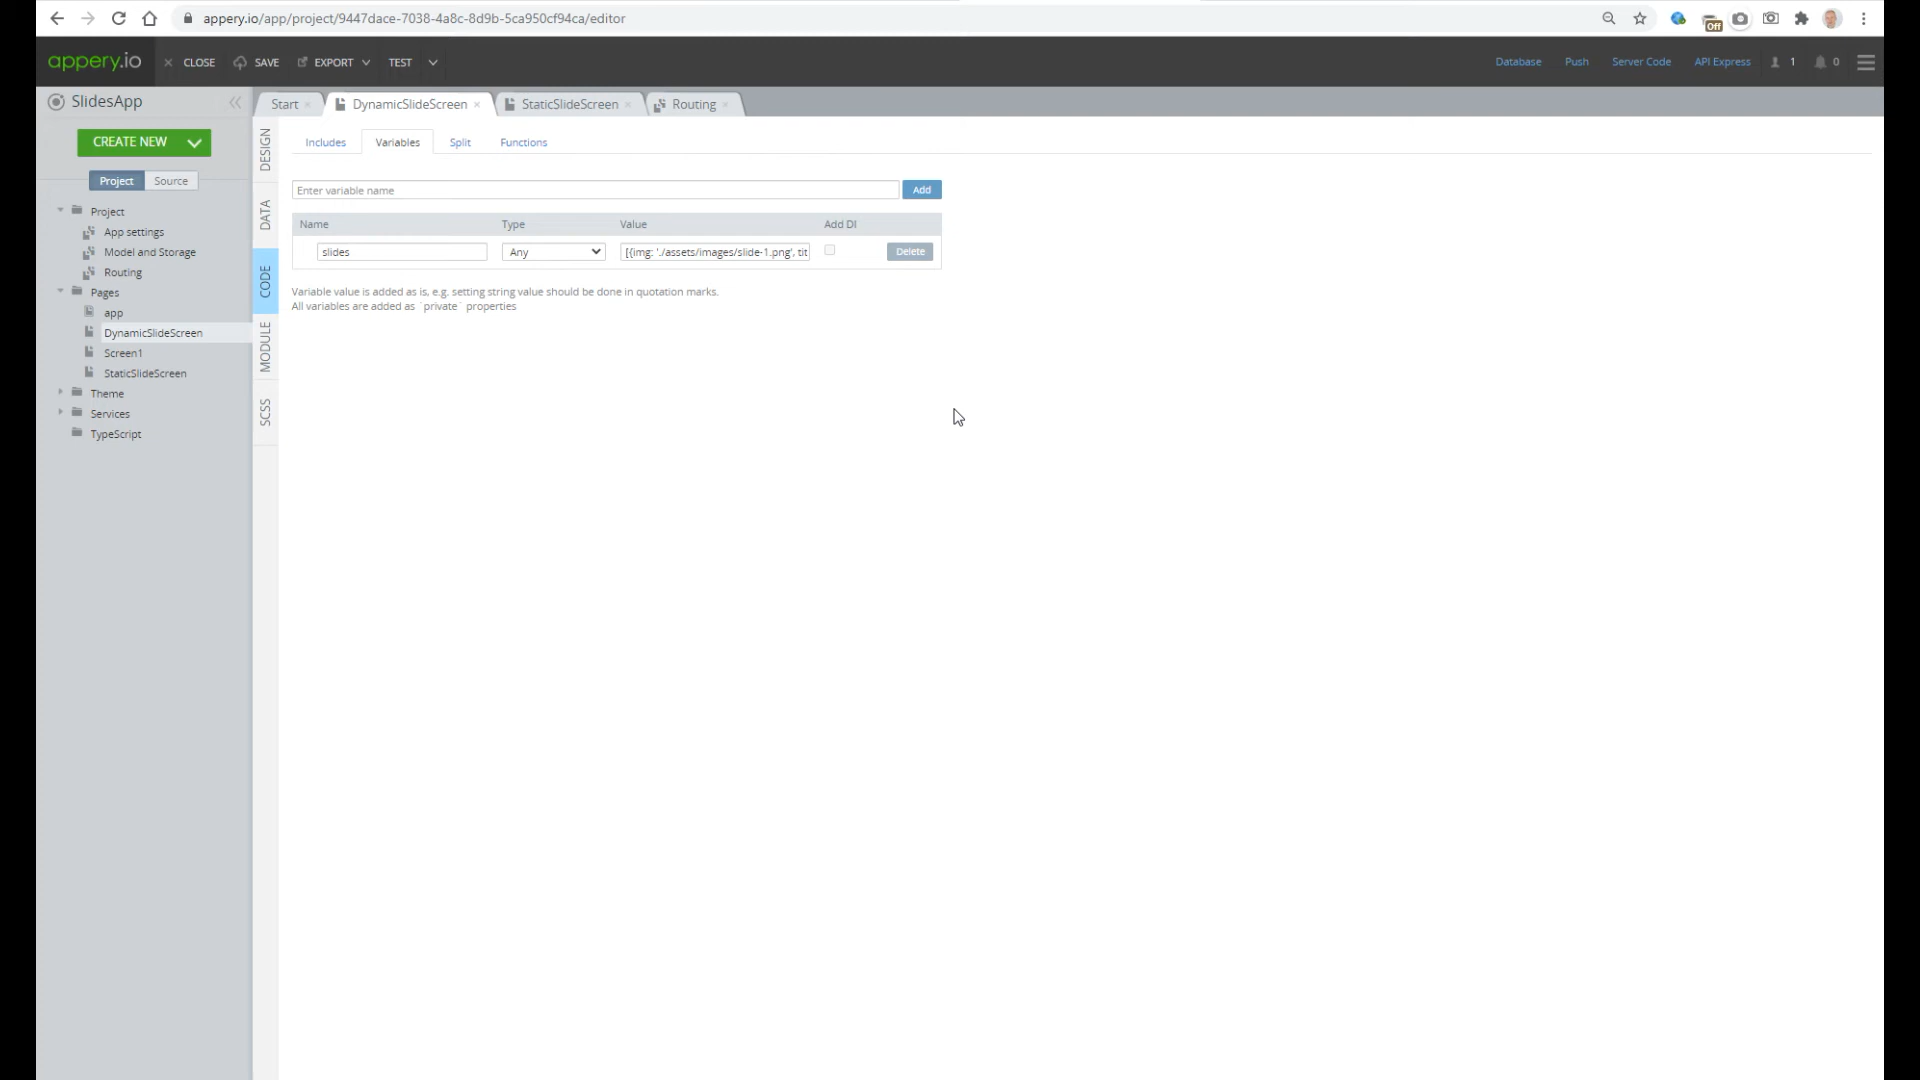 appery.io/app/project/9447dace-7038-4a8c-8d9b-5ca950cf94ca/editor
Off
appery.io
CLOSE
SAVE
EXPORT
TEST
Database
Push
Server Code
API Express
1
0
SlidesApp
Start
DynamicSlideScreen
StaticSlideScreen
Routing
CREATE NEW
Project
Source
Project
App settings
Model and Storage
Routing
Pages
app
DynamicSlideScreen
Screen1
StaticSlideScreen
Theme
Services
TypeScript
DESIGN
DATA
CODE
MODULE
SCSS
Includes
Variables
Split
Functions
Enter variable name
Add
Name
Type
Value
Add DI
slides
Any
[{img: './assets/images/slide-1.png', tit
Delete
Variable value is added as is, e.g. setting string value should be done in quotation marks.
All variables are added as `private` properties